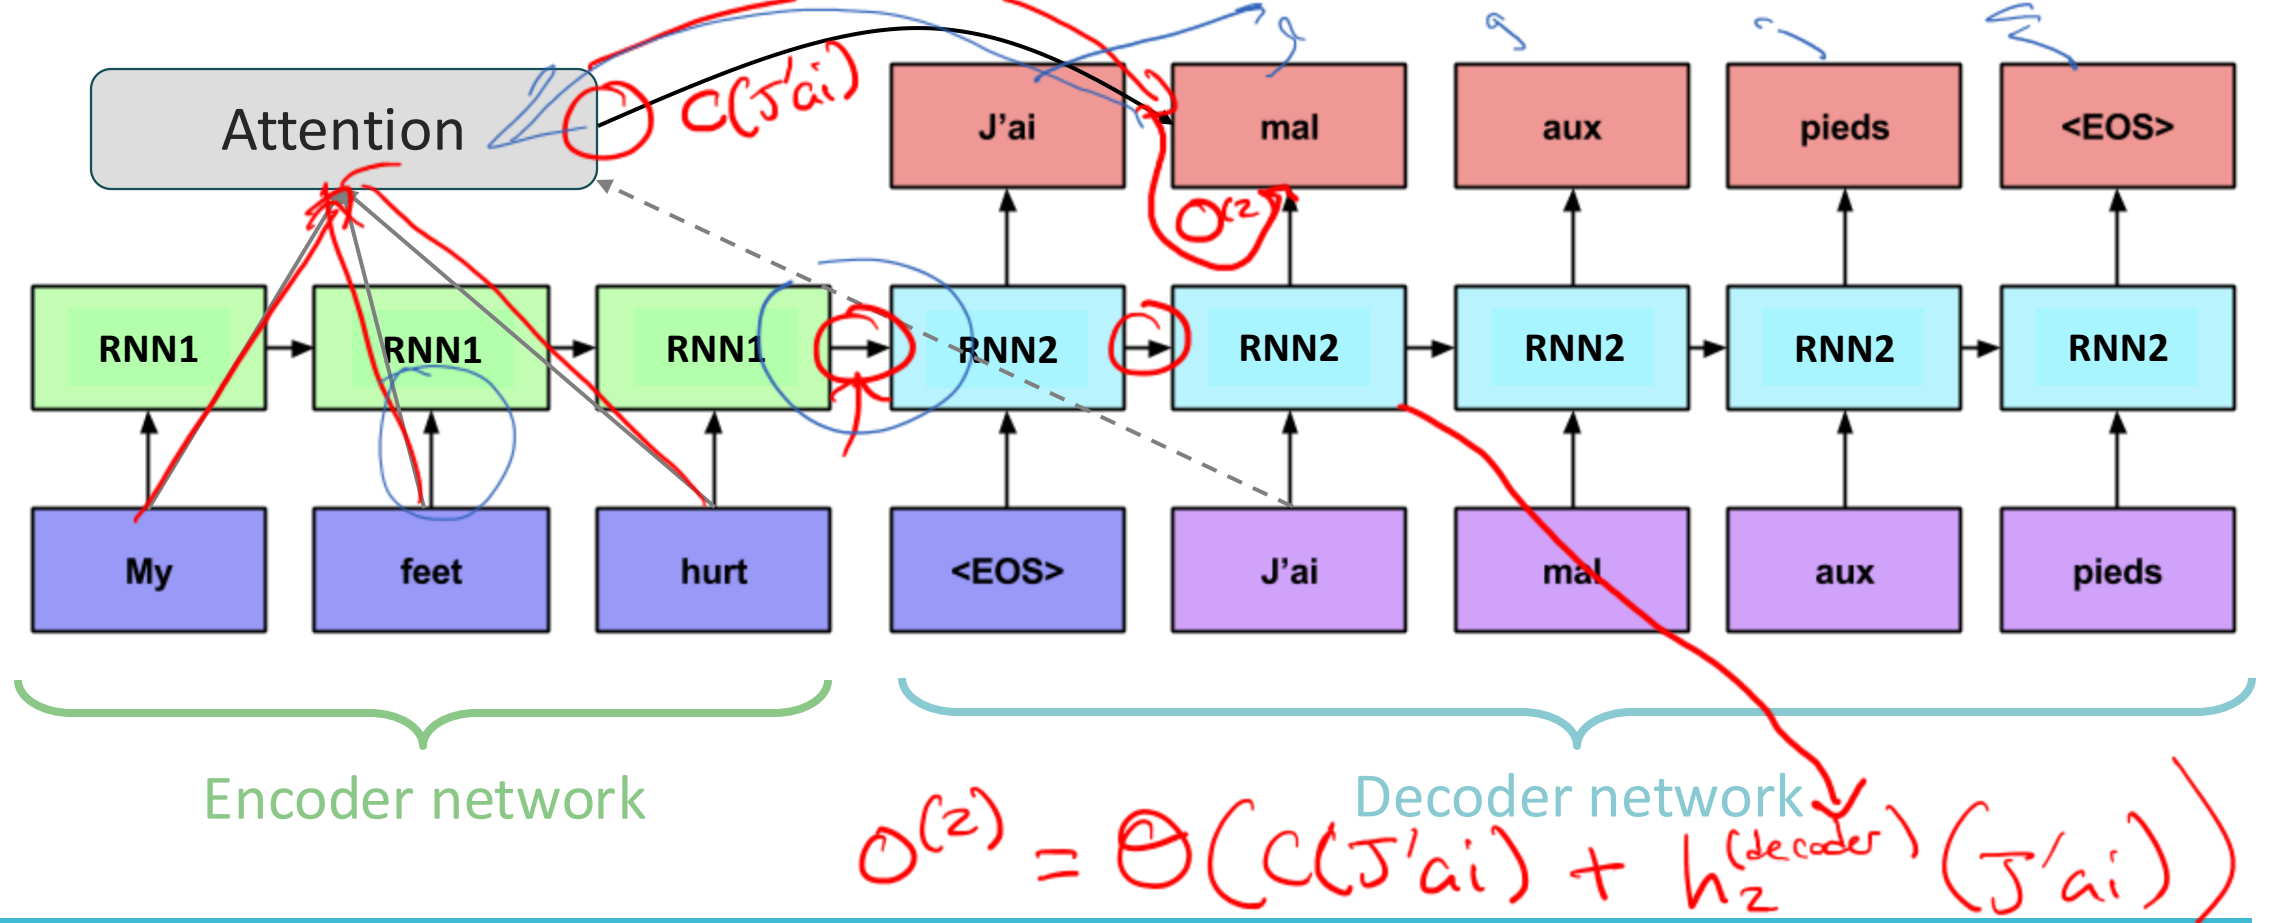 Attention
C(J'ai)
J'ai mal aux pieds <EOS>
O(2
RNN1 RNN1 RNN1 RNN2 RNN2 RNN2 RNN2 RNN2
My feet hurt <EOS> J'ai mal aux pieds
Encoder network
Decoder network
O(2) = Θ(C(J'ai) + h2(decoder)(J'ai))